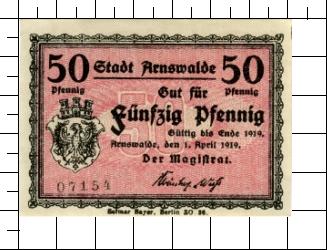 50 Stadt Arnswalde 50
Pfennig Gut für Pfennig
Fünfzig Pfennig
Gültig bis Ende 1919.
Arnswalde, den 1. April 1919.
Der Magistrat.
07154
Bayer, Berlin SO 36.